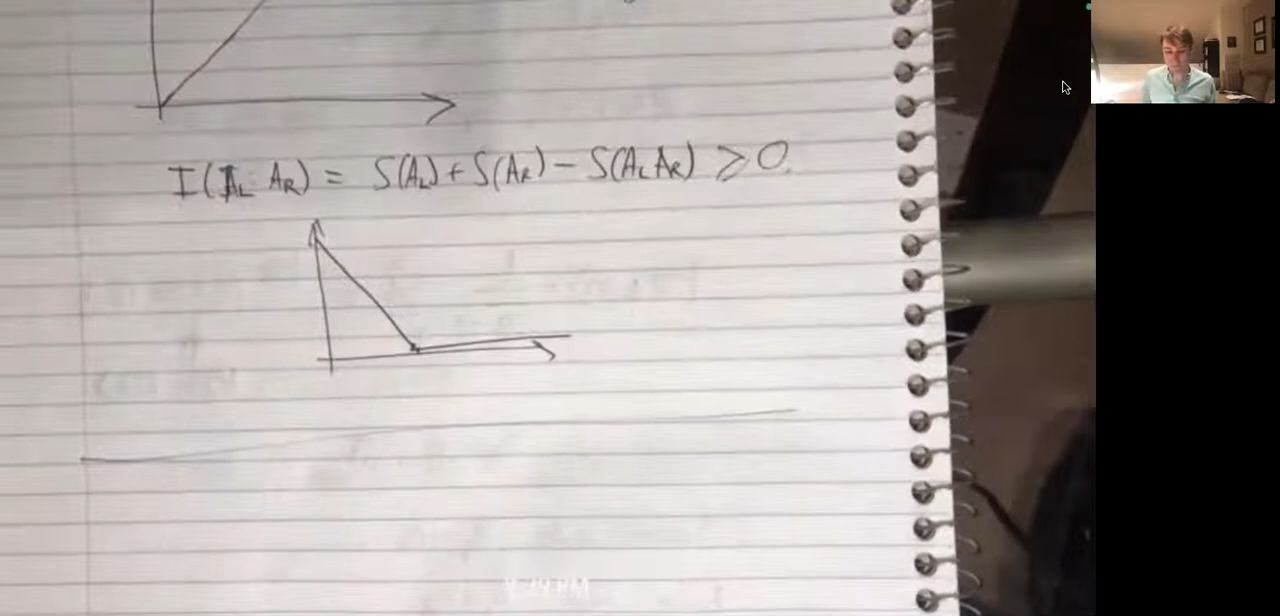 I(A_L A_R) = S(A_L) + S(A_R) - S(A_L A_R) ⩾ 0.